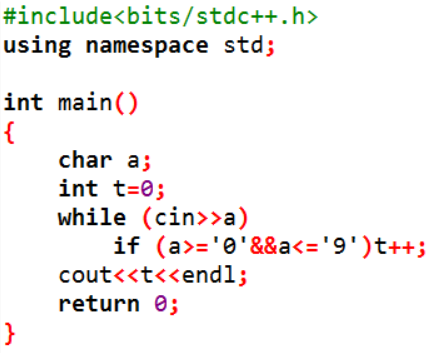 #include<bits/stdc++.h>
using namespace std;

int main()
{
    char a;
    int t=0;
    while (cin>>a)
        if (a>='0'&&a<='9')t++;
    cout<<t<<endl;
    return 0;
}